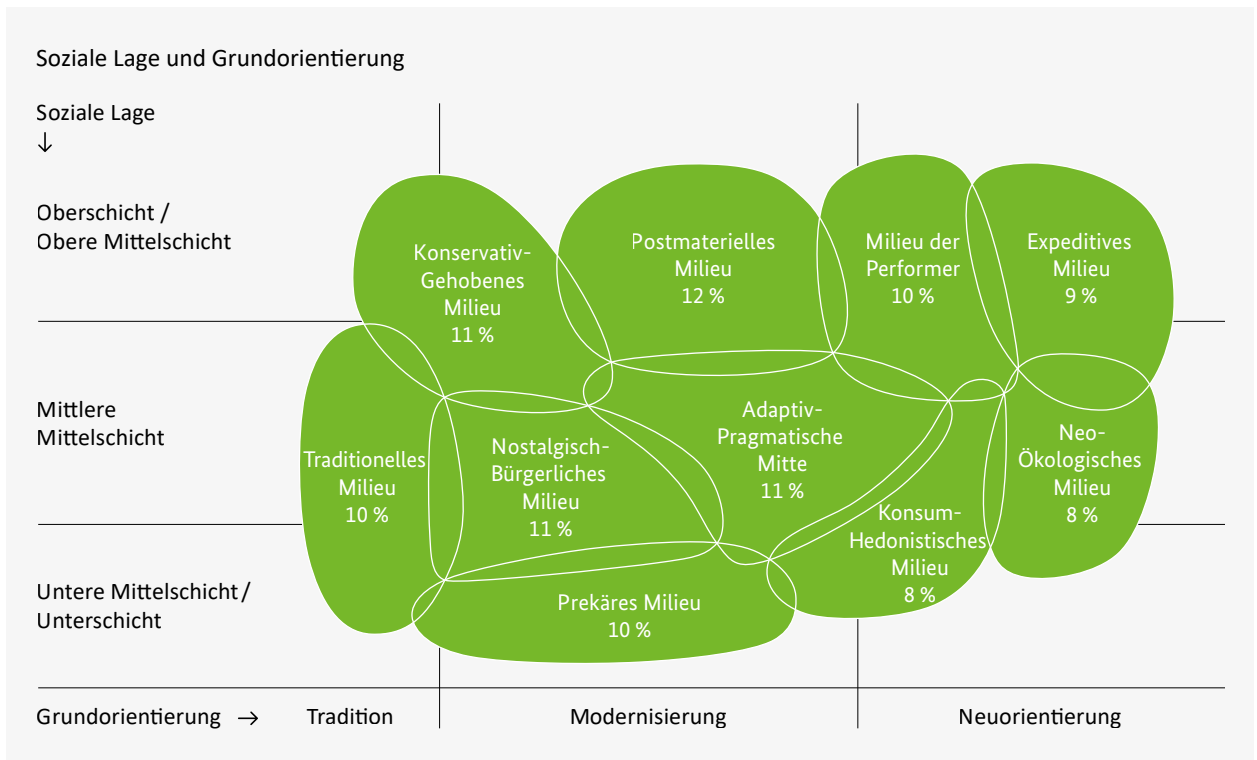 Soziale Lage und Grundorientierung
Soziale Lage
↓
Oberschicht /
Obere Mittelschicht
Mittlere
Mittelschicht
Untere Mittelschicht /
Unterschicht
Konservativ-
Gehobenes
Milieu
11 %
Postmaterielles
Milieu
12 %
Milieu der
Performer
10 %
Expeditives
Milieu
9 %
Traditionelles
Milieu
10 %
Nostalgisch-
Bürgerliches
Milieu
11 %
Adaptiv-
Pragmatische
Mitte
11 %
Konsum-
Hedonistisches
Milieu
8 %
Neo-
Ökologisches
Milieu
8 %
Prekäres Milieu
10 %
Grundorientierung → Tradition Modernisierung Neuorientierung